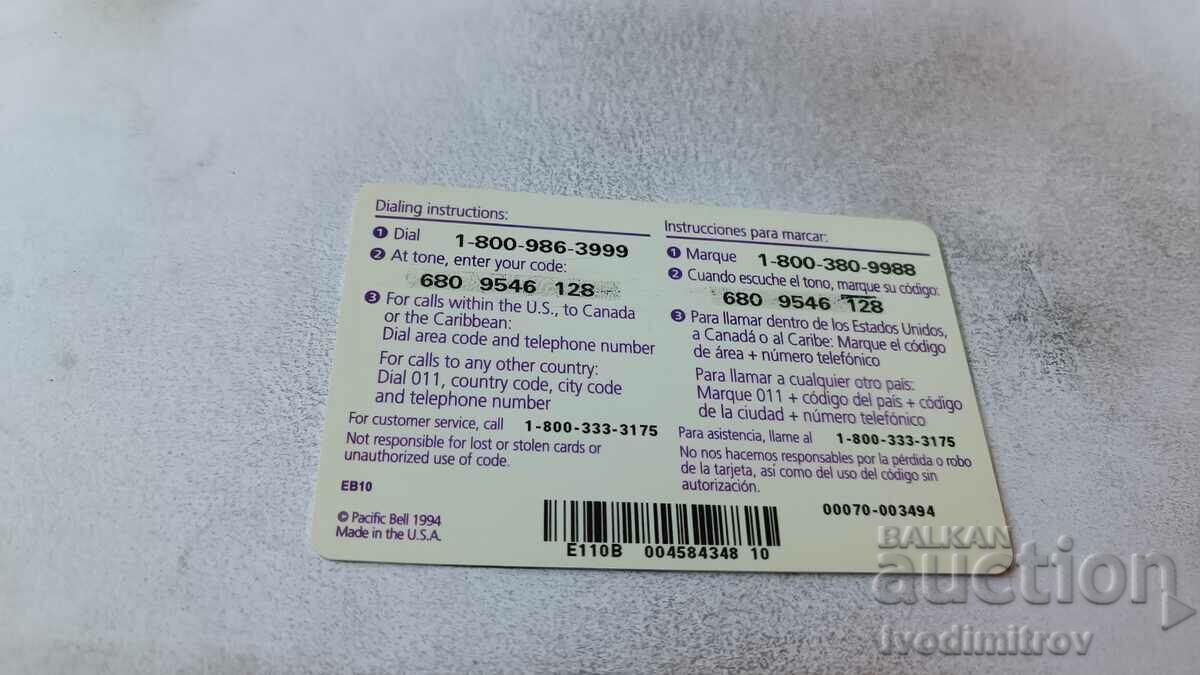 Dialing instructions:
❶ Dial 1-800-986-3999
❷ At tone, enter your code:
680 9546 128
❸ For calls within the U.S., to Canada
or the Caribbean:
Dial area code and telephone number
For calls to any other country:
Dial 011, country code, city code
and telephone number
For customer service, call 1-800-333-3175
Not responsible for lost or stolen cards or
unauthorized use of code.
EB10
© Pacific Bell 1994
Made in the U.S.A.
Instrucciones para marcar:
❶ Marque 1-800-380-9988
❷ Cuando escuche el tono, marque su código:
680 9546 128
❸ Para llamar dentro de los Estados Unidos,
a Canadá o al Caribe: Marque el código
de área + número telefónico
Para llamar a cualquier otro país:
Marque 011 + código del país + código
de la ciudad + número telefónico
Para asistencia, llame al 1-800-333-3175
No nos hacemos responsables por la pérdida o robo
de la tarjeta, así como del uso del código sin
autorización.
00070-003494
E110B 004584348 10
BALKAN
auction
ivodimitrov